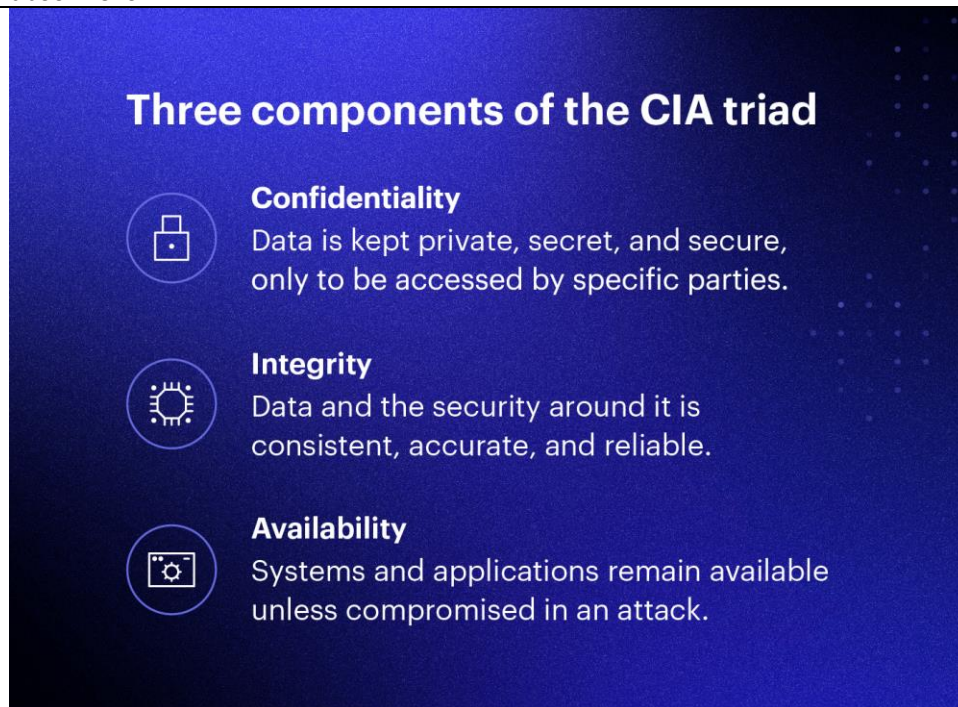 Three components of the CIA triad
Confidentiality
Data is kept private, secret, and secure,
only to be accessed by specific parties.
Integrity
Data and the security around it is
consistent, accurate, and reliable.
Availability
Systems and applications remain available
unless compromised in an attack.